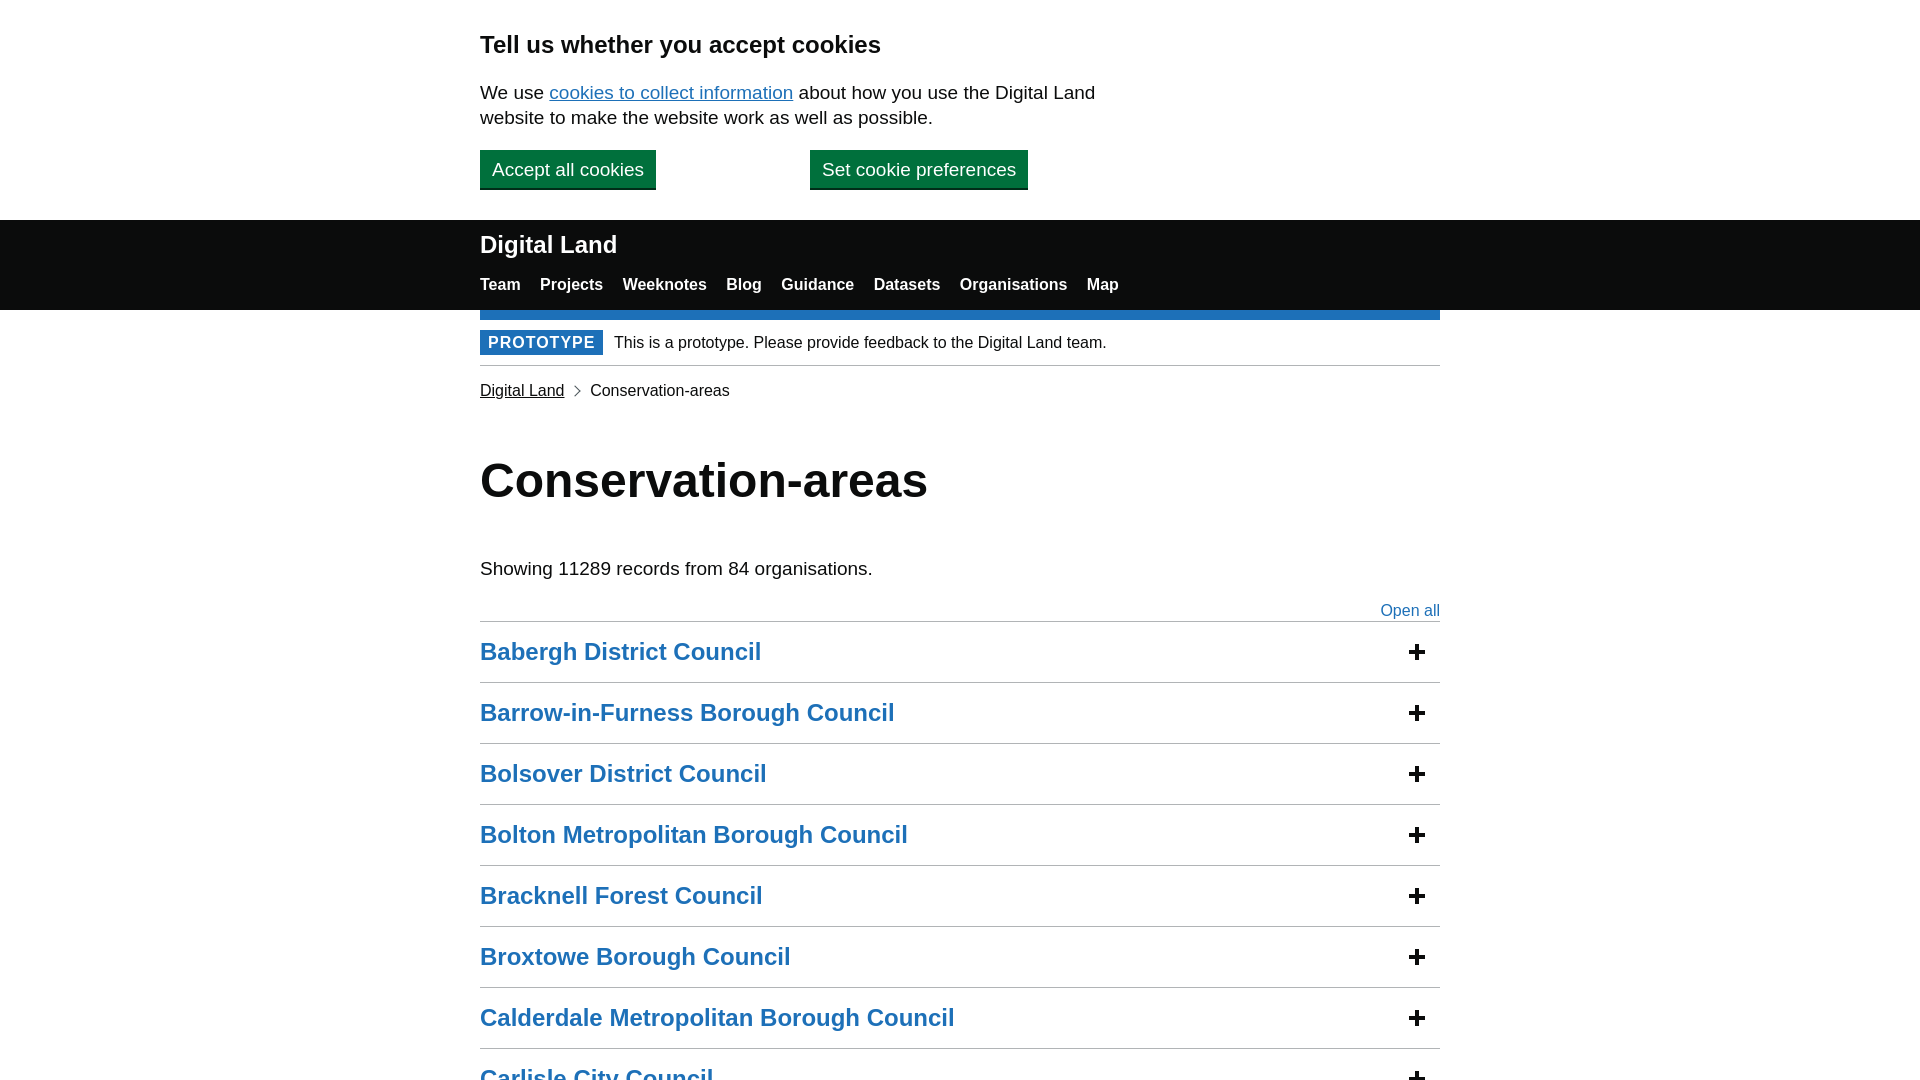 Tell us whether you accept cookies
We use cookies to collect information about how you use the Digital Land
website to make the website work as well as possible.
Accept all cookies
Set cookie preferences
Digital Land
Team Projects Weeknotes Blog Guidance Datasets Organisations Map
PROTOTYPE This is a prototype. Please provide feedback to the Digital Land team.
Digital Land Conservation-areas
Conservation-areas
Showing 11289 records from 84 organisations.
Open all
Babergh District Council
Barrow-in-Furness Borough Council
Bolsover District Council
Bolton Metropolitan Borough Council
Bracknell Forest Council
Broxtowe Borough Council
Calderdale Metropolitan Borough Council
Carlisle City Council